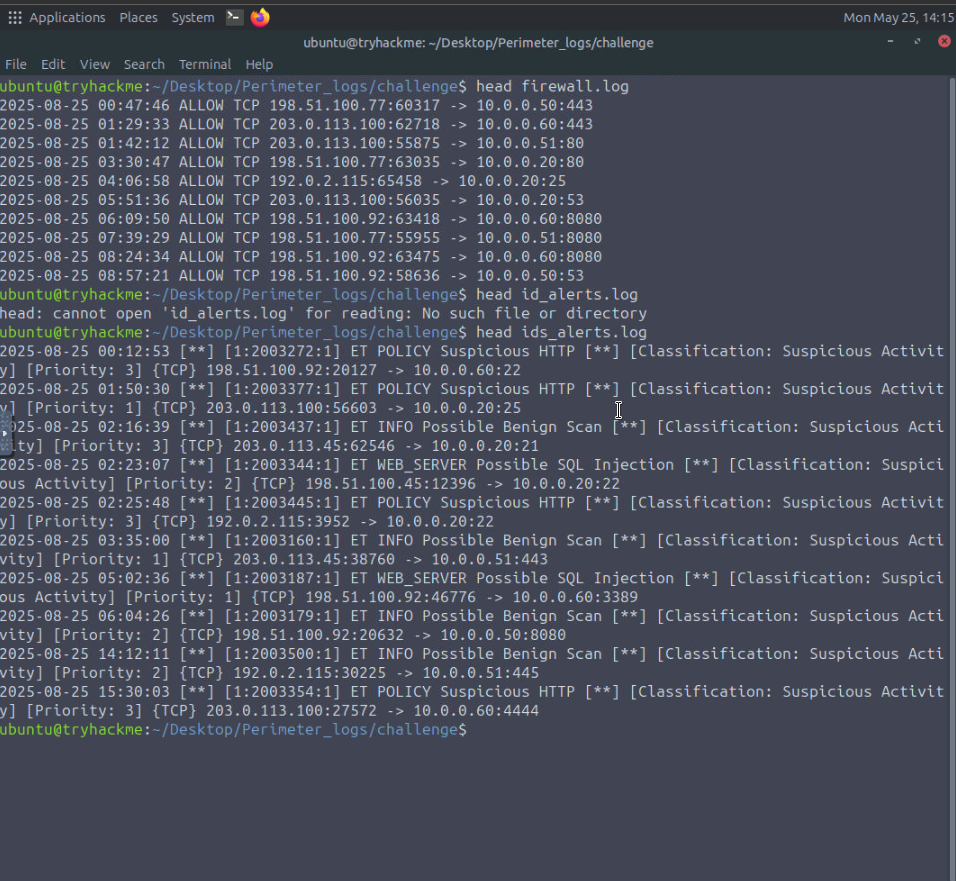 Applications Places System Mon May 25, 14:15
ubuntu@tryhackme: ~/Desktop/Perimeter_logs/challenge
File Edit View Search Terminal Help
ubuntu@tryhackme:~/Desktop/Perimeter_logs/challenge$ head firewall.log
2025-08-25 00:47:46 ALLOW TCP 198.51.100.77:60317 -> 10.0.0.50:443
2025-08-25 01:29:33 ALLOW TCP 203.0.113.100:62718 -> 10.0.0.60:443
2025-08-25 01:42:12 ALLOW TCP 203.0.113.100:55875 -> 10.0.0.51:80
2025-08-25 03:30:47 ALLOW TCP 198.51.100.77:63035 -> 10.0.0.20:80
2025-08-25 04:06:58 ALLOW TCP 192.0.2.115:65458 -> 10.0.0.20:25
2025-08-25 05:51:36 ALLOW TCP 203.0.113.100:56035 -> 10.0.0.20:53
2025-08-25 06:09:50 ALLOW TCP 198.51.100.92:63418 -> 10.0.0.60:8080
2025-08-25 07:39:29 ALLOW TCP 198.51.100.77:55955 -> 10.0.0.51:8080
2025-08-25 08:24:34 ALLOW TCP 198.51.100.92:63475 -> 10.0.0.60:8080
2025-08-25 08:57:21 ALLOW TCP 198.51.100.92:58636 -> 10.0.0.50:53
ubuntu@tryhackme:~/Desktop/Perimeter_logs/challenge$ head id_alerts.log
head: cannot open 'id_alerts.log' for reading: No such file or directory
ubuntu@tryhackme:~/Desktop/Perimeter_logs/challenge$ head ids_alerts.log
2025-08-25 00:12:53 [**] [1:2003272:1] ET POLICY Suspicious HTTP [**] [Classification: Suspicious Activit
y] [Priority: 3] {TCP} 198.51.100.92:20127 -> 10.0.0.60:22
2025-08-25 01:50:30 [**] [1:2003377:1] ET POLICY Suspicious HTTP [**] [Classification: Suspicious Activit
y] [Priority: 1] {TCP} 203.0.113.100:56603 -> 10.0.0.20:25
025-08-25 02:16:39 [**] [1:2003437:1] ET INFO Possible Benign Scan [**] [Classification: Suspicious Acti
ity] [Priority: 3] {TCP} 203.0.113.45:62546 -> 10.0.0.20:21
2025-08-25 02:23:07 [**] [1:2003344:1] ET WEB_SERVER Possible SQL Injection [**] [Classification: Suspici
ous Activity] [Priority: 2] {TCP} 198.51.100.45:12396 -> 10.0.0.20:22
2025-08-25 02:25:48 [**] [1:2003445:1] ET POLICY Suspicious HTTP [**] [Classification: Suspicious Activit
y] [Priority: 3] {TCP} 192.0.2.115:3952 -> 10.0.0.20:22
2025-08-25 03:35:00 [**] [1:2003160:1] ET INFO Possible Benign Scan [**] [Classification: Suspicious Acti
vity] [Priority: 1] {TCP} 203.0.113.45:38760 -> 10.0.0.51:443
2025-08-25 05:02:36 [**] [1:2003187:1] ET WEB_SERVER Possible SQL Injection [**] [Classification: Suspici
ous Activity] [Priority: 1] {TCP} 198.51.100.92:46776 -> 10.0.0.60:3389
2025-08-25 06:04:26 [**] [1:2003179:1] ET INFO Possible Benign Scan [**] [Classification: Suspicious Acti
vity] [Priority: 2] {TCP} 198.51.100.92:20632 -> 10.0.0.50:8080
2025-08-25 14:12:11 [**] [1:2003500:1] ET INFO Possible Benign Scan [**] [Classification: Suspicious Acti
vity] [Priority: 2] {TCP} 192.0.2.115:30225 -> 10.0.0.51:445
2025-08-25 15:30:03 [**] [1:2003354:1] ET POLICY Suspicious HTTP [**] [Classification: Suspicious Activit
y] [Priority: 3] {TCP} 203.0.113.100:27572 -> 10.0.0.60:4444
ubuntu@tryhackme:~/Desktop/Perimeter_logs/challenge$